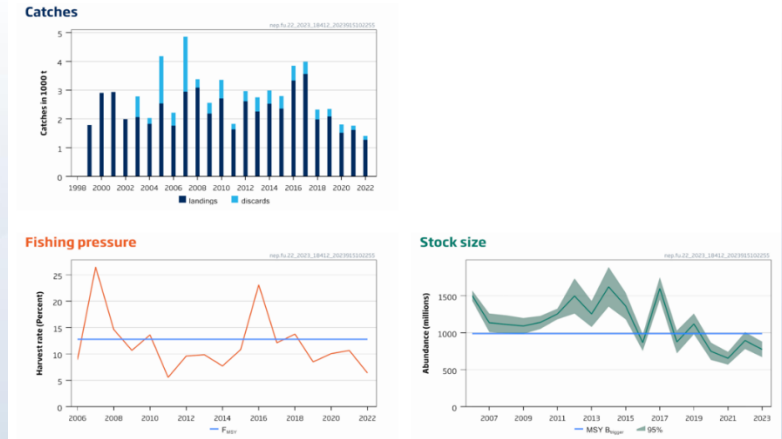 Catches
nep.fu.22_2023_18412_2023915102255
Catches in 1000 t
5
4
3
2
1
0
1998 2000 2002 2004 2006 2008 2010 2012 2014 2016 2018 2020 2022
landings discards
Fishing pressure
nep.fu.22_2023_18412_2023915102255
Harvest rate (Percent)
25
20
15
10
5
0
2006 2008 2010 2012 2014 2016 2018 2020 2022
FMSY
Stock size
nep.fu.22_2023_18412_2023915102255
Abundance (millions)
1500
1000
500
0
2007 2009 2011 2013 2015 2017 2019 2021 2023
MSY Btrigger 95%